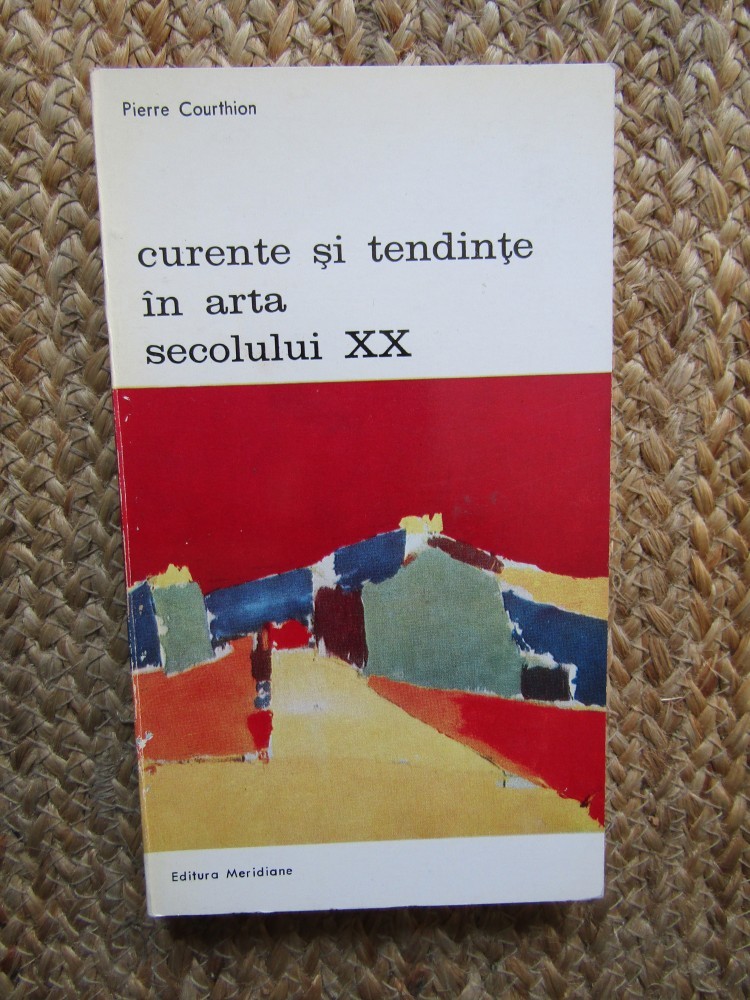 Pierre Courthion
curente şi tendinţe
în arta
secolului XX
Editura Meridiane